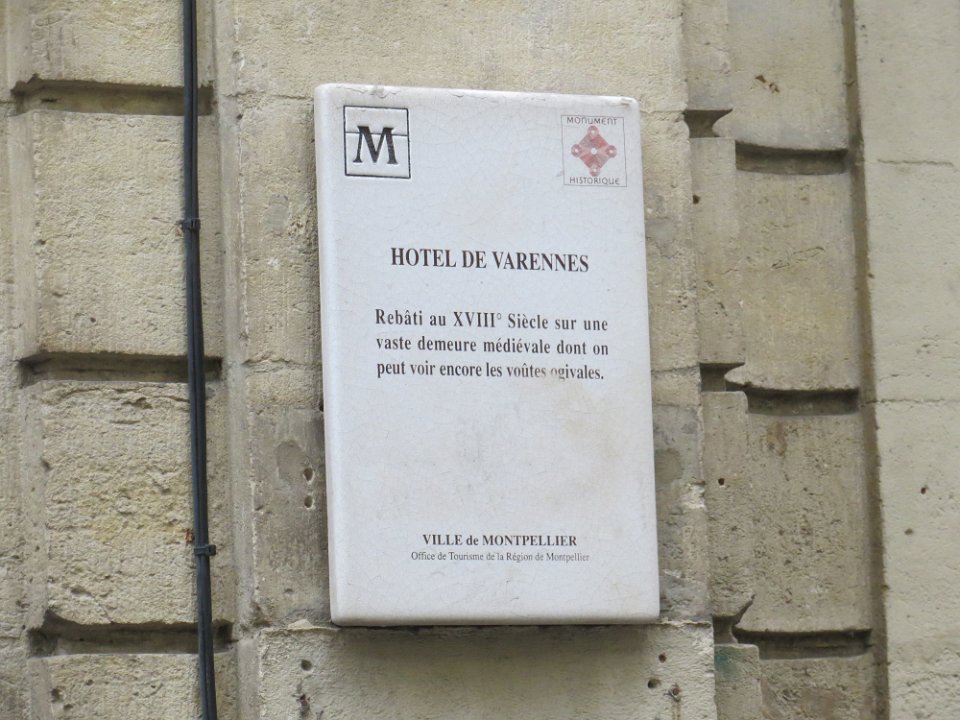 M
MONUMENT
HISTORIQUE
HOTEL DE VARENNES
Rebâti au XVIII° Siècle sur une
vaste demeure médiévale dont on
peut voir encore les voûtes ogivales.
VILLE de MONTPELLIER
Office de Tourisme de la Région de Montpellier